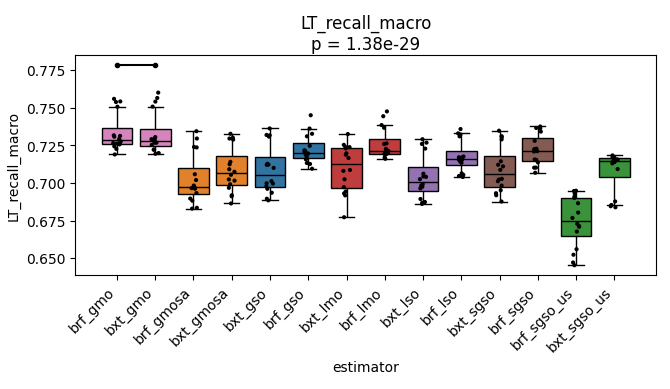 LT_recall_macro
p = 1.38e-29
0.775
0.750
0.725
0.700
0.675
0.650
LT_recall_macro
brf_gmo
bxt_gmo
brf_gmosa
bxt_gmosa
bxt_gso
brf_gso
bxt_lmo
brf_lmo
bxt_lso
brf_lso
bxt_sgso
brf_sgso
brf_sgso_us
bxt_sgso_us
estimator